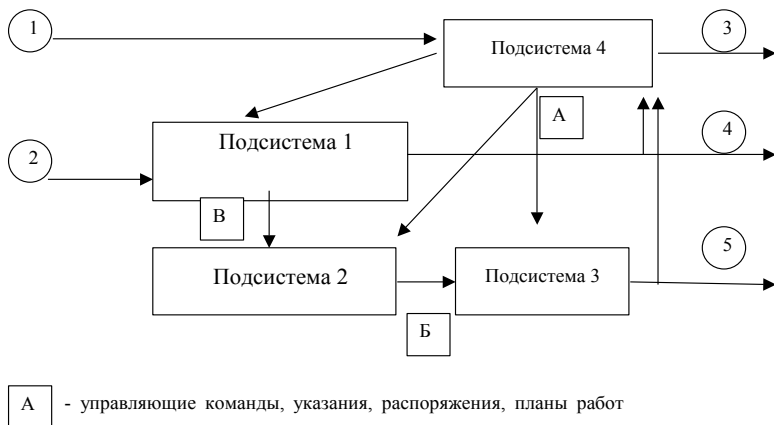 1
3
Подсистема 4
А
4
Подсистема 1
2
В
5
Подсистема 2
Подсистема 3
Б
А - управляющие команды, указания, распоряжения, планы работ